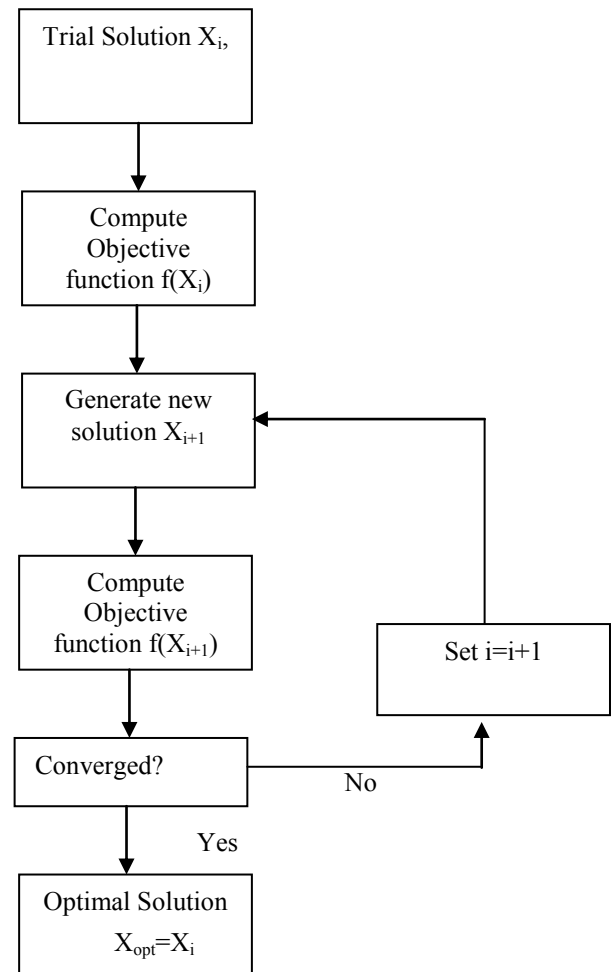 Trial Solution Xᵢ,
Compute
Objective
function f(Xᵢ)
Generate new
solution Xᵢ₊₁
Compute
Objective
function f(Xᵢ₊₁)
Set i=i+1
Converged?
No
Yes
Optimal Solution
Xₒₚₜ=Xᵢ